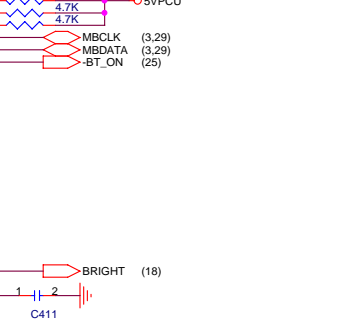 5VPCU
4.7K
4.7K
MBCLK (3,29)
MBDATA (3,29)
-BT_ON (25)
BRIGHT (18)
1 2
C411